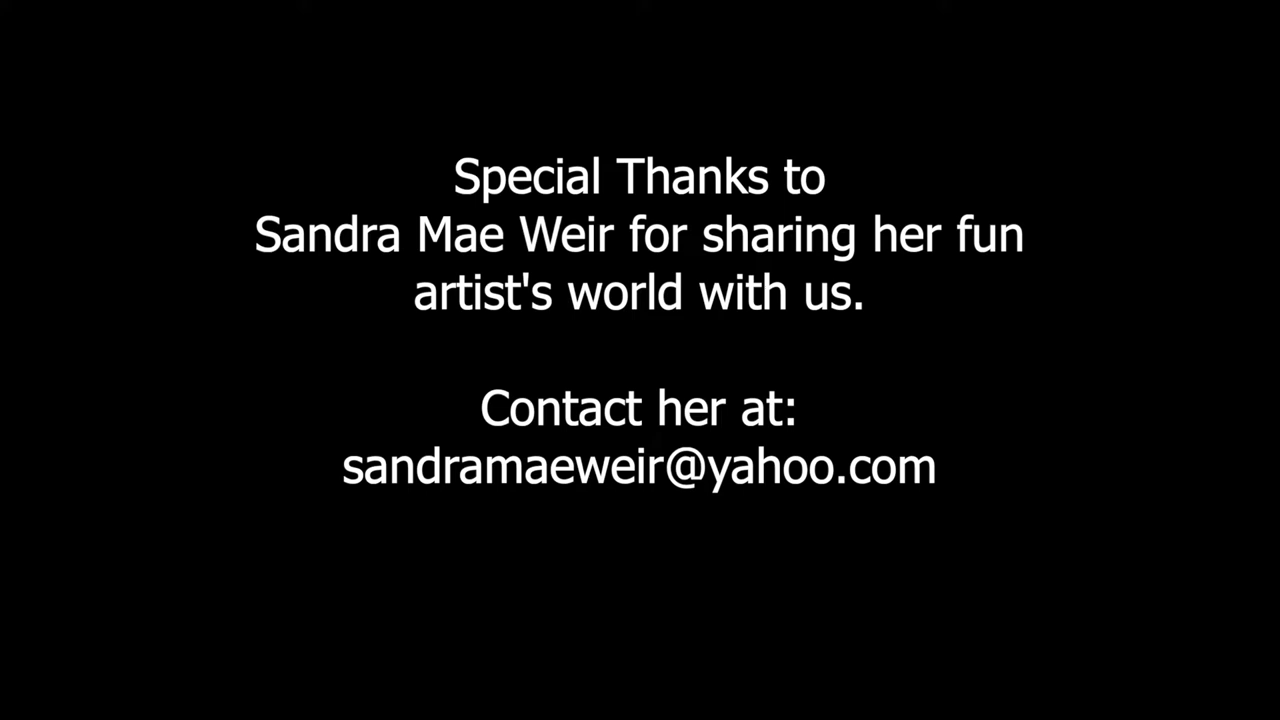 Special Thanks to
Sandra Mae Weir for sharing her fun
artist's world with us.
Contact her at:
sandramaeweir@yahoo.com